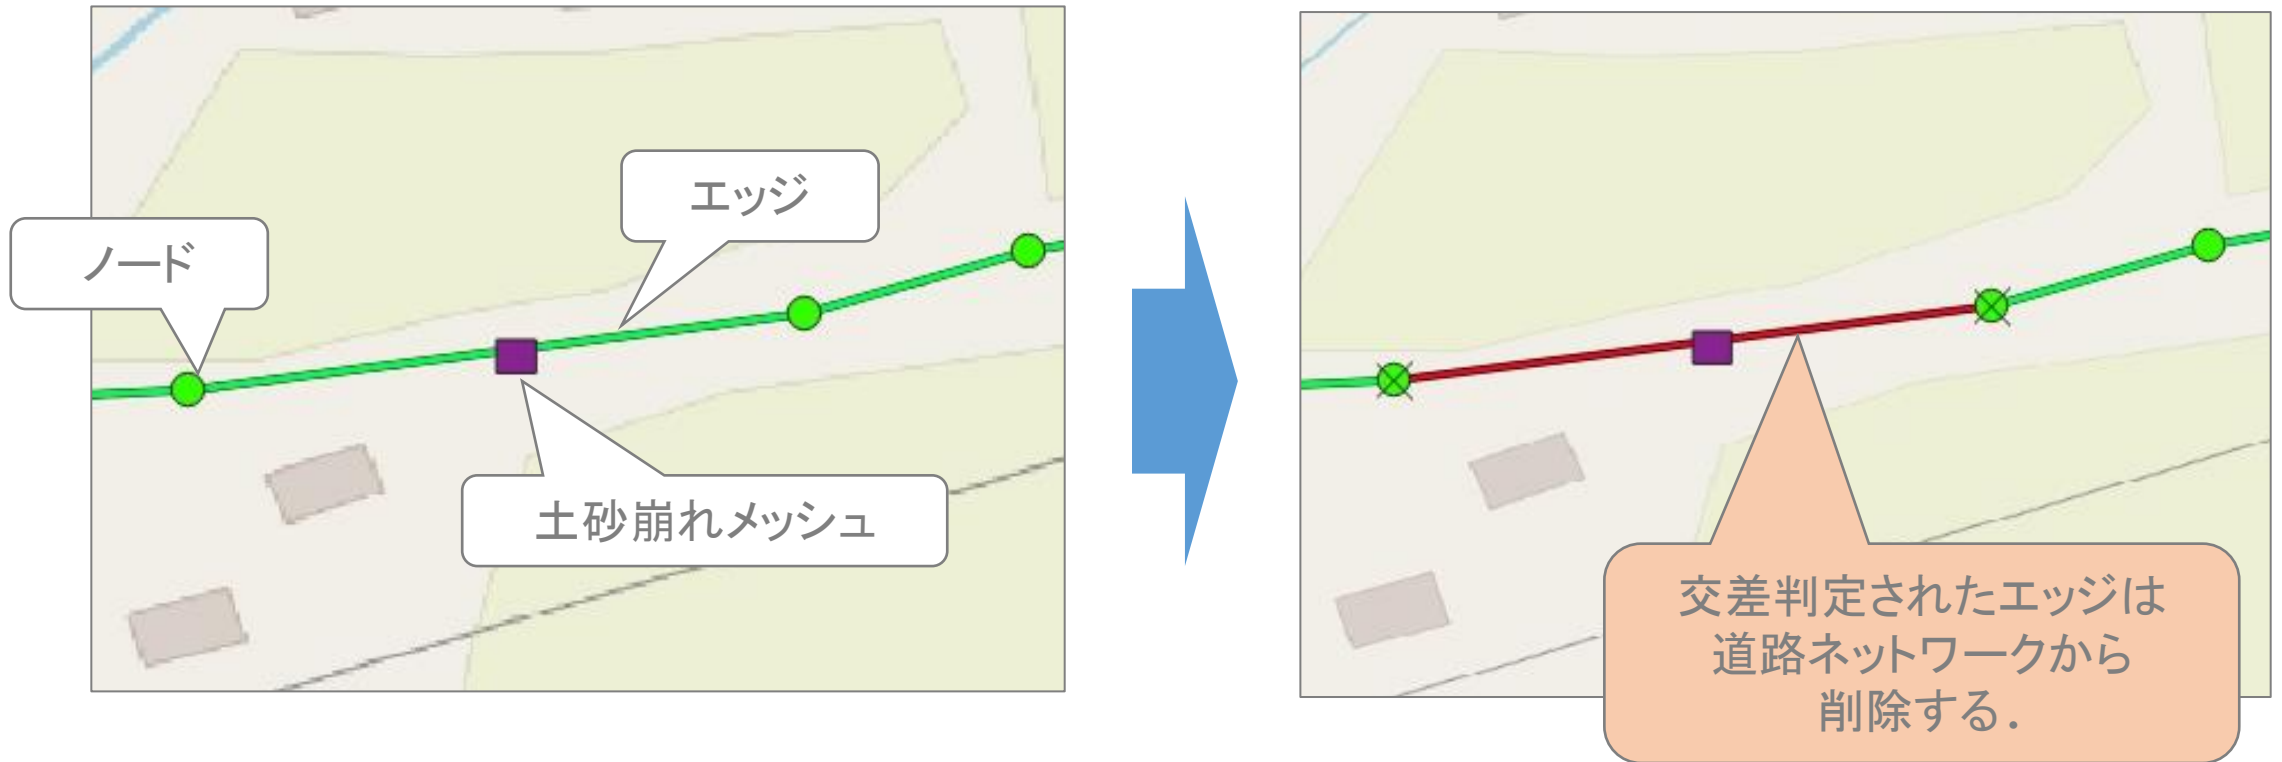 エッジ
ノード
土砂崩れメッシュ
交差判定されたエッジは
道路ネットワークから
削除する．